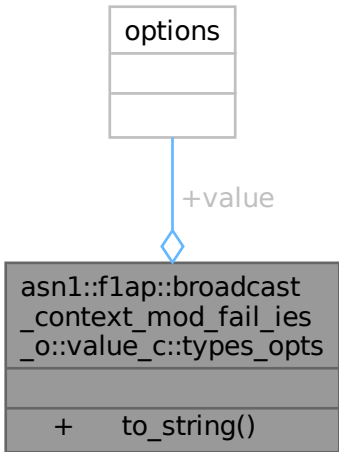 options
+value
asn1::f1ap::broadcast
_context_mod_fail_ies
_o::value_c::types_opts
+ to_string()